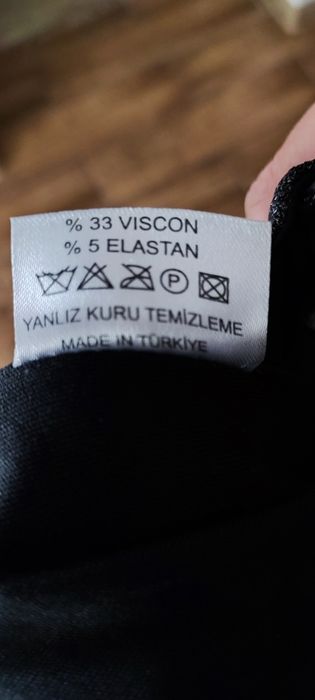 % 33 VISCON
% 5 ELASTAN
P
YANLIZ KURU TEMİZLEME
MADE IN TÜRKİYE